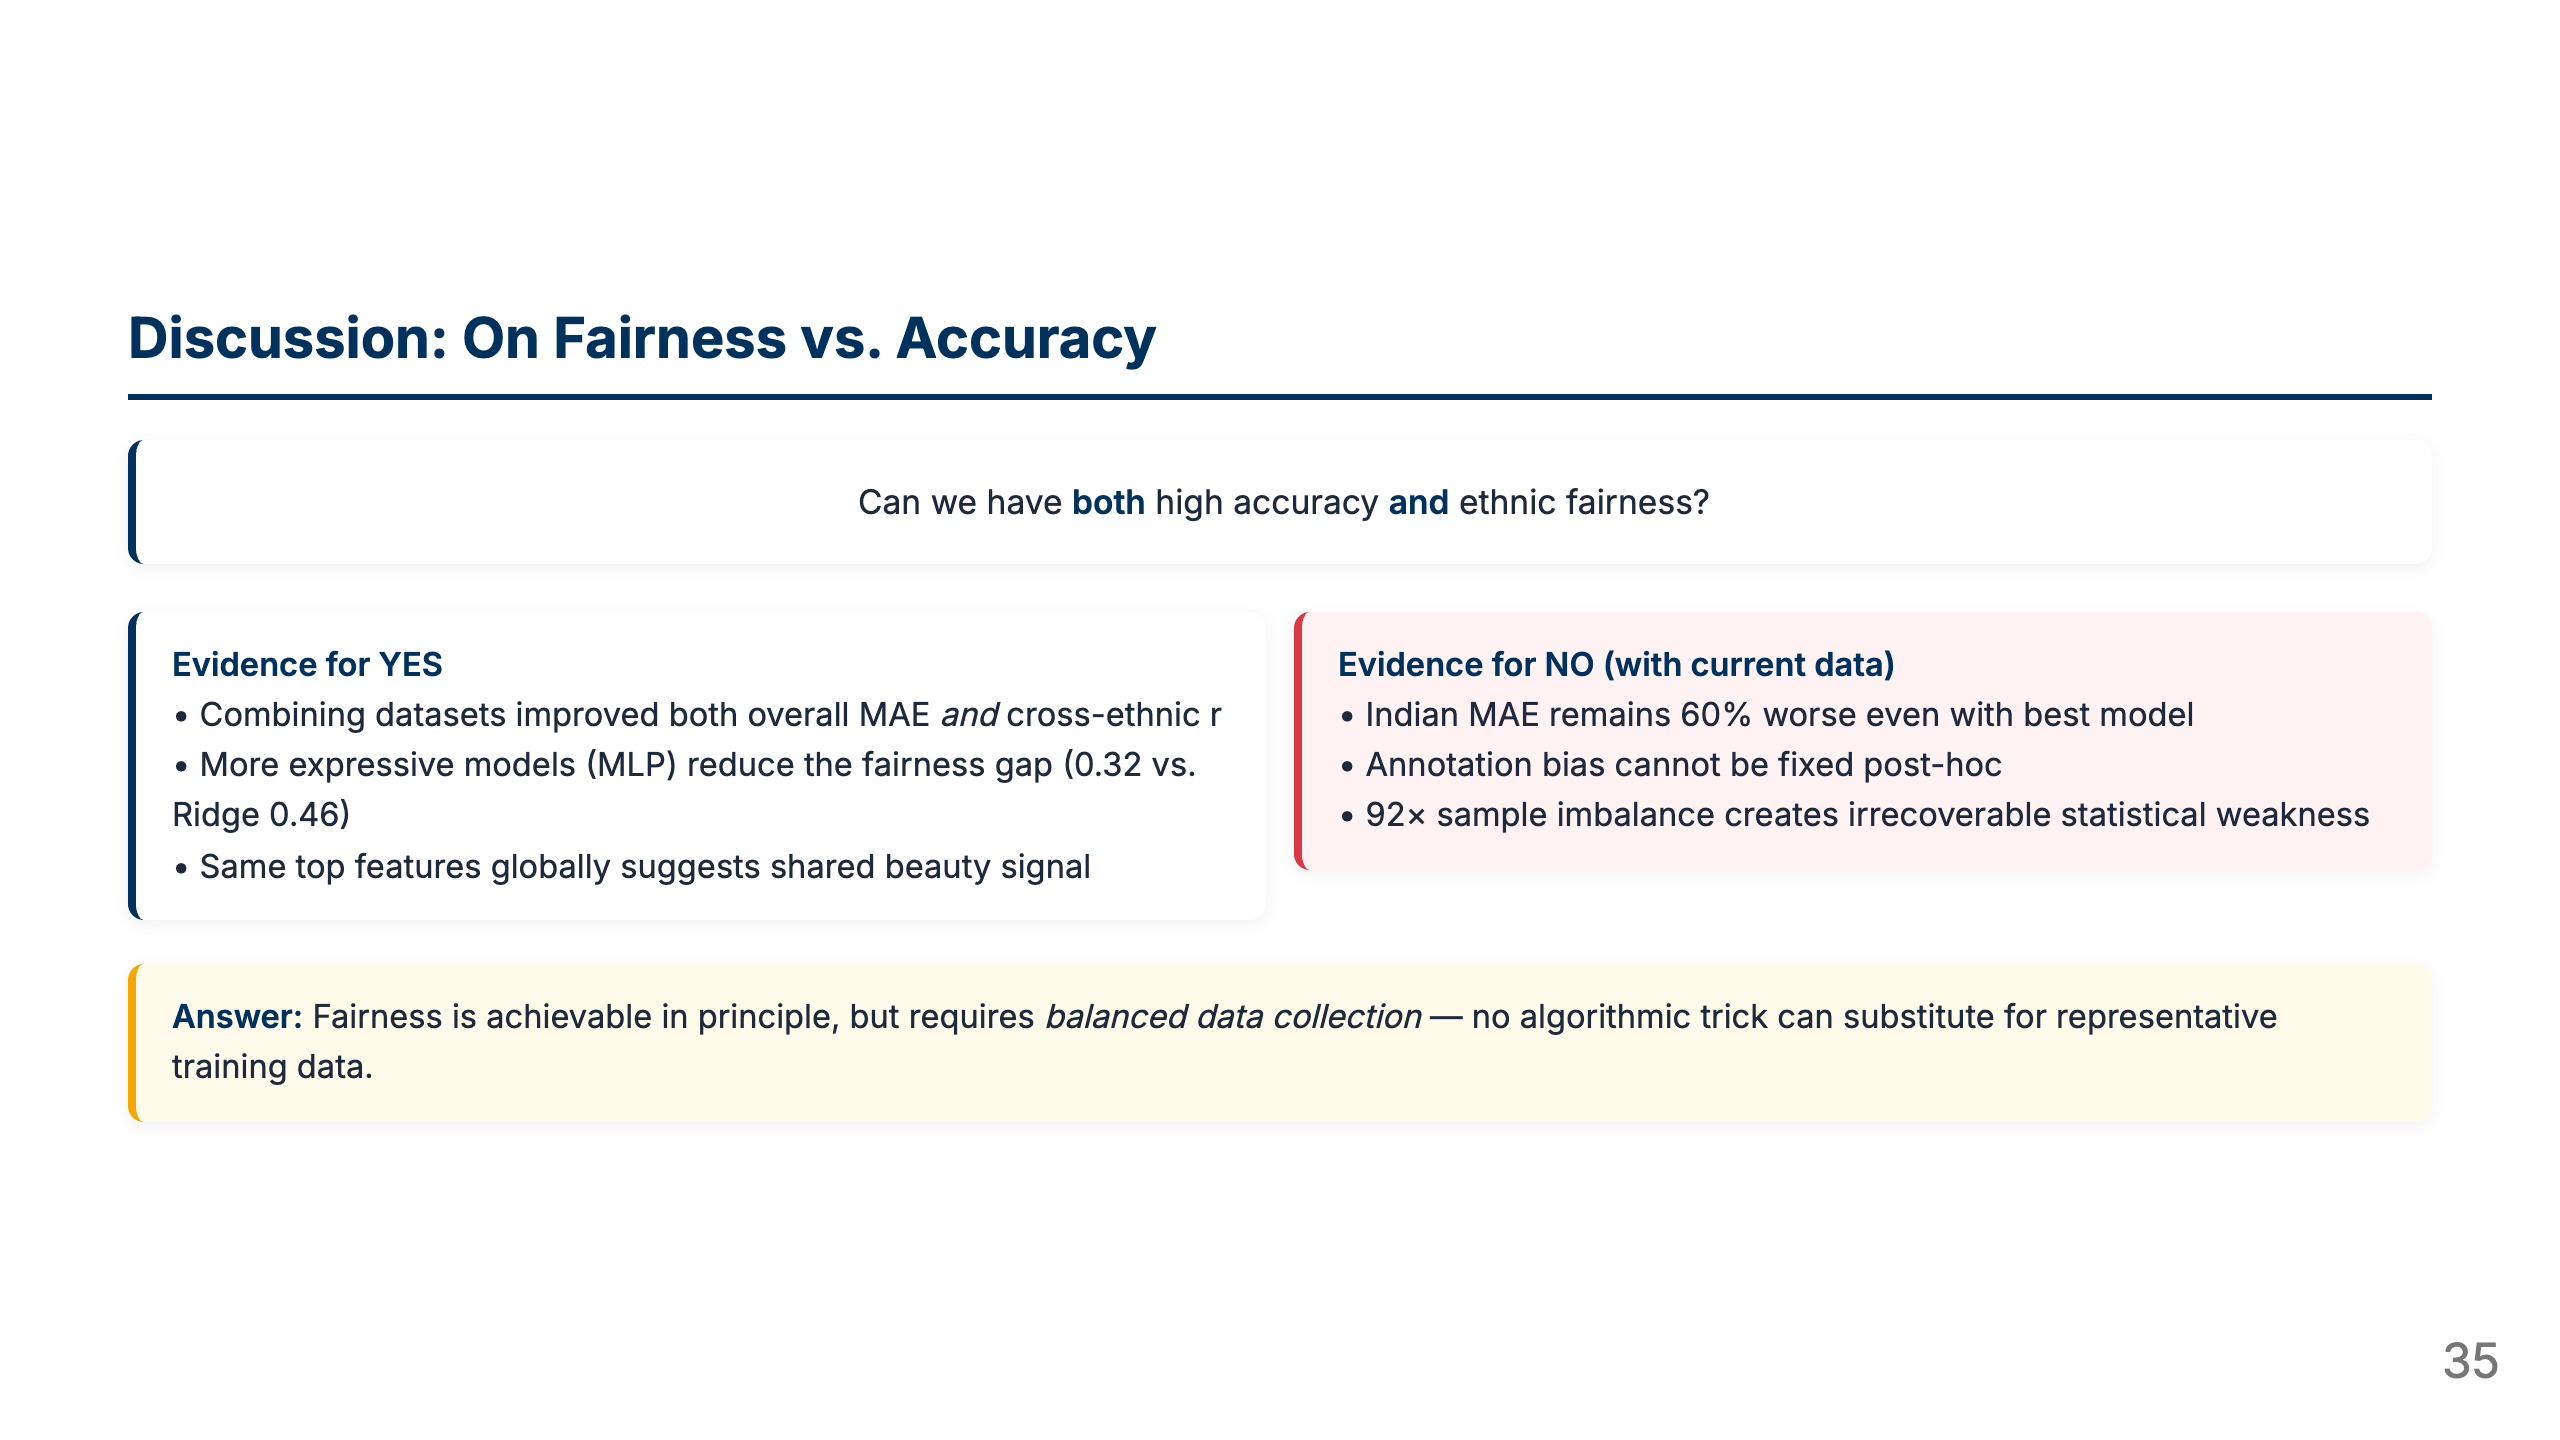 Discussion: On Fairness vs. Accuracy
Can we have both high accuracy and ethnic fairness?
Evidence for YES
• Combining datasets improved both overall MAE and cross-ethnic r
• More expressive models (MLP) reduce the fairness gap (0.32 vs.
Ridge 0.46)
• Same top features globally suggests shared beauty signal
Evidence for NO (with current data)
• Indian MAE remains 60% worse even with best model
• Annotation bias cannot be fixed post-hoc
• 92× sample imbalance creates irrecoverable statistical weakness
Answer: Fairness is achievable in principle, but requires balanced data collection — no algorithmic trick can substitute for representative
training data.
35